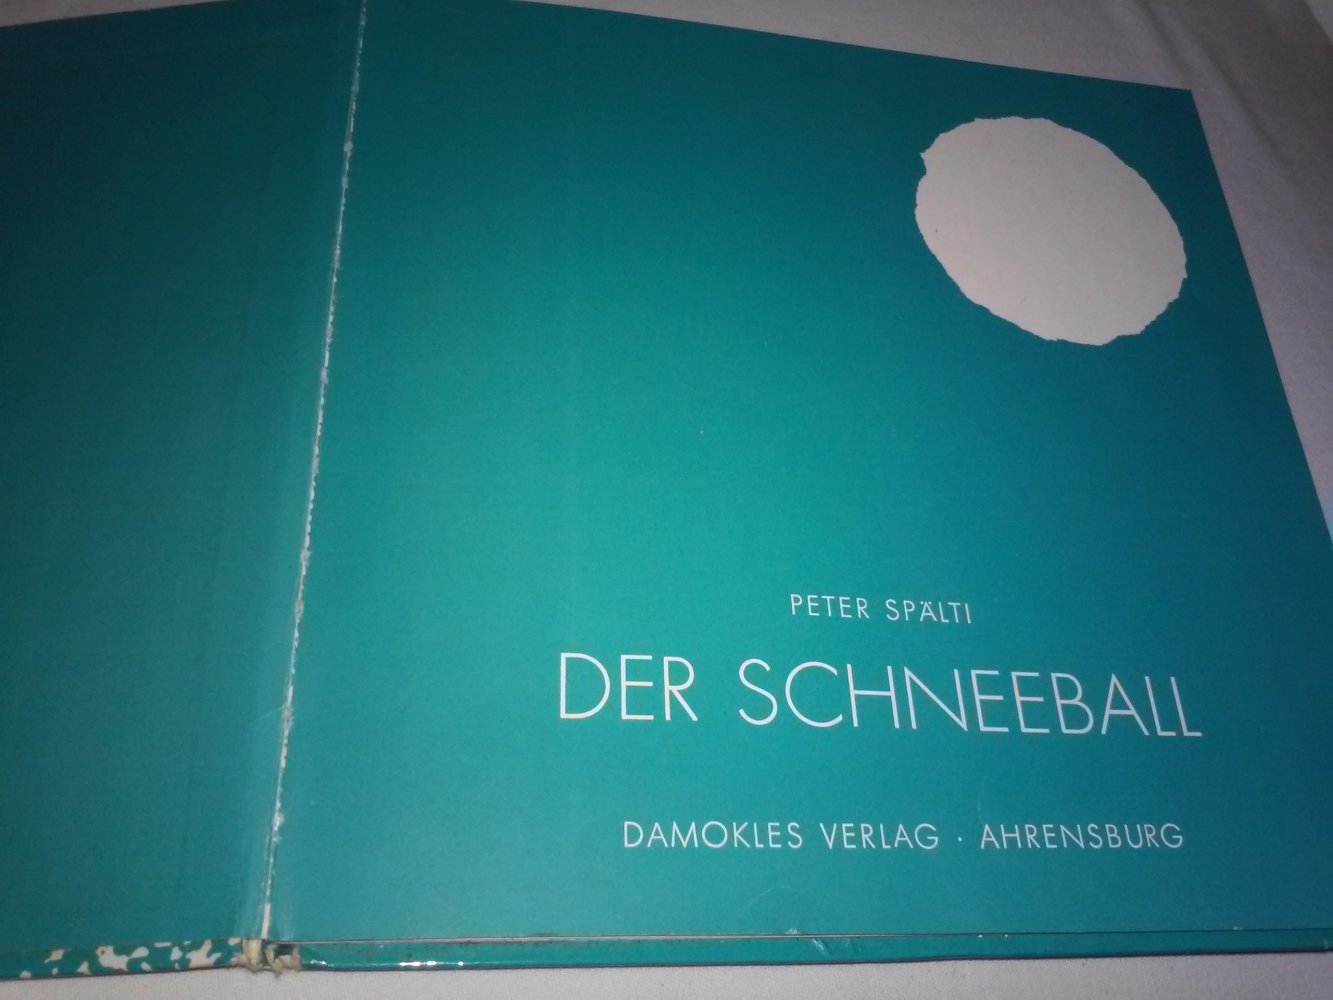 PETER SPÄLTI
DER SCHNEEBALL
DAMOKLES VERLAG · AHRENSBURG